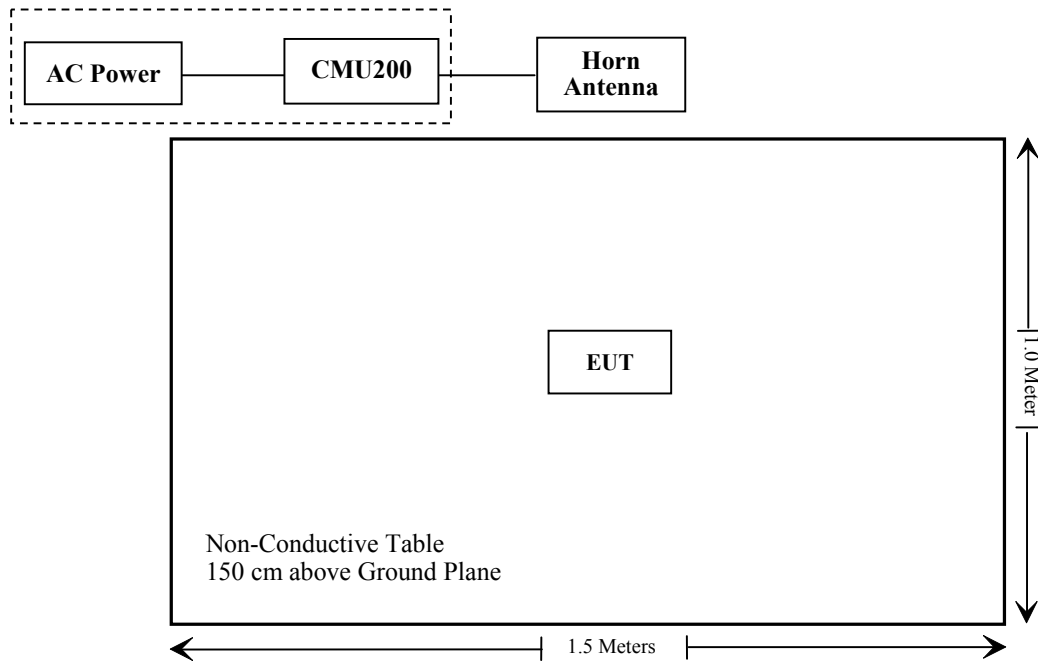 AC Power
CMU200
Horn
Antenna
EUT
1.0 Meter
Non-Conductive Table
150 cm above Ground Plane
1.5 Meters